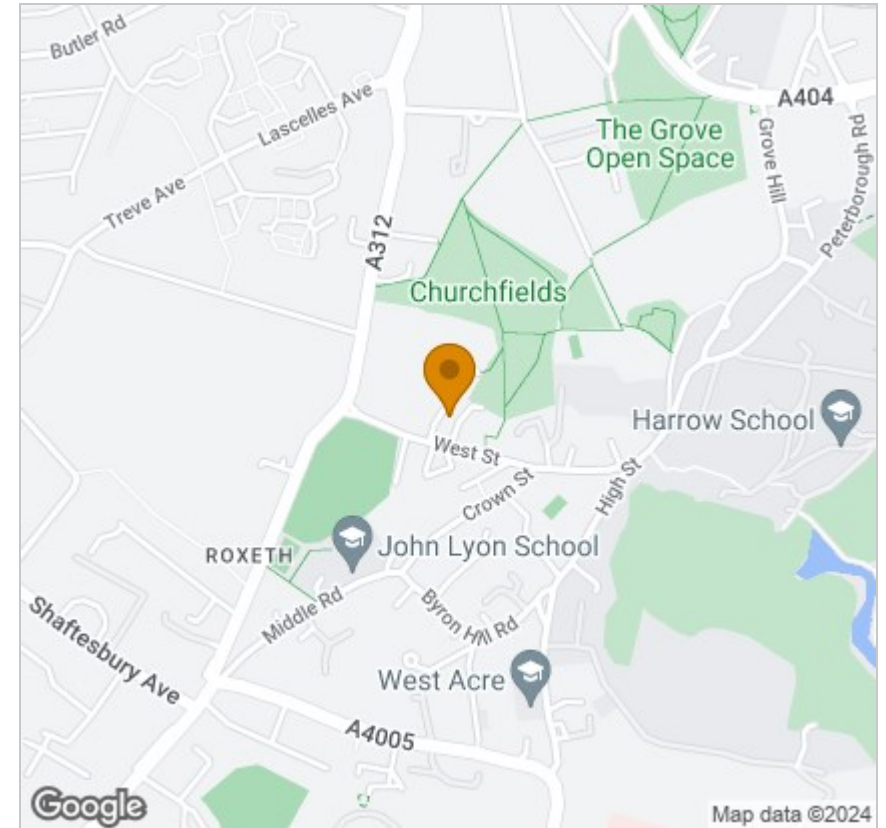 Butler Rd
Lascelles Ave
Treve Ave
A312
A404
The Grove
Open Space
Grove Hill
Peterborough Rd
Churchfields
Harrow School
West St
Crown St
High St
ROXETH
John Lyon School
Middle Rd
Byron Hill Rd
Shaftesbury Ave
West Acre
A4005
Google
Map data ©2024